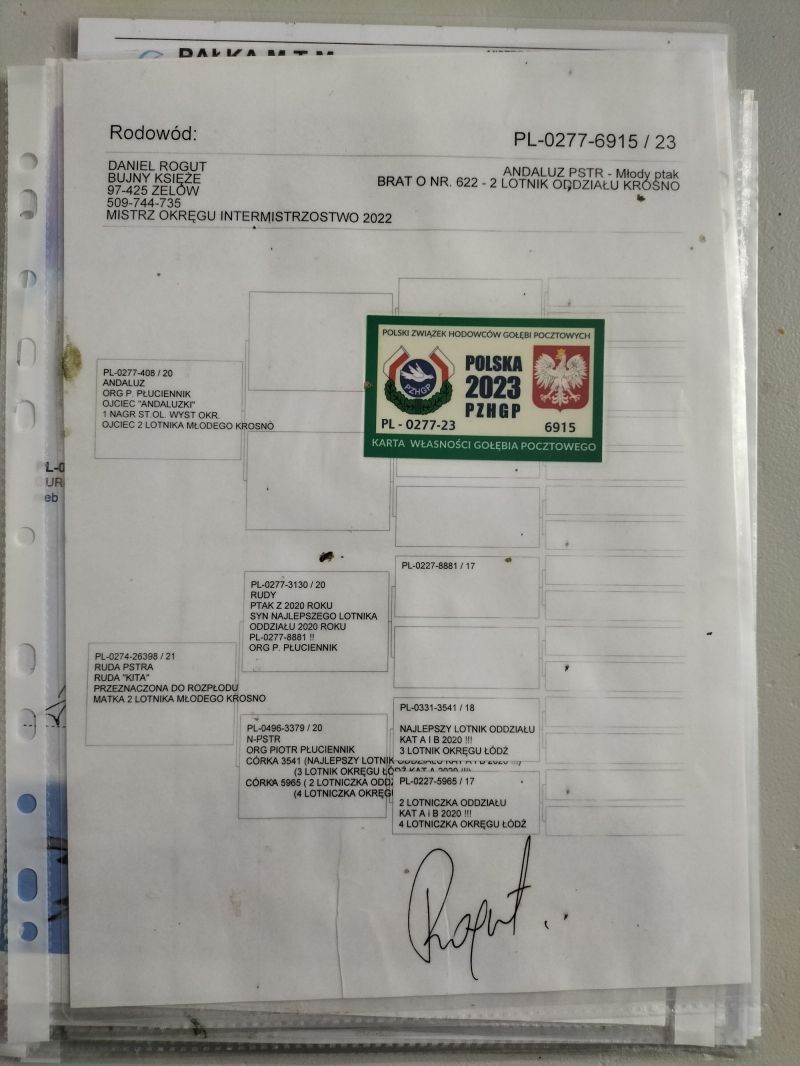 PAŁKA M.T.M
Rodowód:
PL-0277-6915 / 23
DANIEL ROGUT
BUJNY KSIĘŻE
97-425 ZELÓW
509-744-735
MISTRZ OKRĘGU INTERMISTRZOSTWO 2022
ANDALUZ PSTR - Młody ptak
BRAT O NR. 622 - 2 LOTNIK ODDZIAŁU KROSNO
POLSKI ZWIĄZEK HODOWCÓW GOŁĘBI POCZTOWYCH
PZHGP
POLSKA
2023
PZHGP
PL - 0277-23
6915
KARTA WŁASNOŚCI GOŁĘBIA POCZTOWEGO
PL-0277-408 / 20
ANDALUZ
ORG P. PŁUCIENNIK
OJCIEC "ANDALUZKI"
1 NAGR ST.OL. WYST OKR.
OJCIEC 2 LOTNIKA MŁODEGO KROSNO
PL-0277-3130 / 20
RUDY
PTAK Z 2020 ROKU
SYN NAJLEPSZEGO LOTNIKA
ODDZIAŁU 2020 ROKU
PL-0277-8881 !!
ORG P. PŁUCIENNIK
PL-0227-8881 / 17
PL-0274-26398 / 21
RUDA PSTRA
RUDA "KITA"
PRZEZNACZONA DO ROZPŁODU
MATKA 2 LOTNIKA MŁODEGO KROSNO
PL-0496-3379 / 20
N-PSTR
ORG PIOTR PŁUCIENNIK
CÓRKA 3541 (NAJLEPSZY LOTNIK ODDZIAŁU KAT A I B 2020 !!!)
(3 LOTNIK OKRĘGU ŁÓDŹ KAT A 2020 !!!)
CÓRKA 5965 ( 2 LOTNICZKA ODDZ
(4 LOTNICZKA OKRĘGU
PL-0331-3541 / 18
NAJLEPSZY LOTNIK ODDZIAŁU
KAT A I B 2020 !!!
3 LOTNIK OKRĘGU ŁÓDŹ
PL-0227-5965 / 17
2 LOTNICZKA ODDZIAŁU
KAT A i B 2020 !!!
4 LOTNICZKA OKRĘGU ŁÓDŹ
Rogut